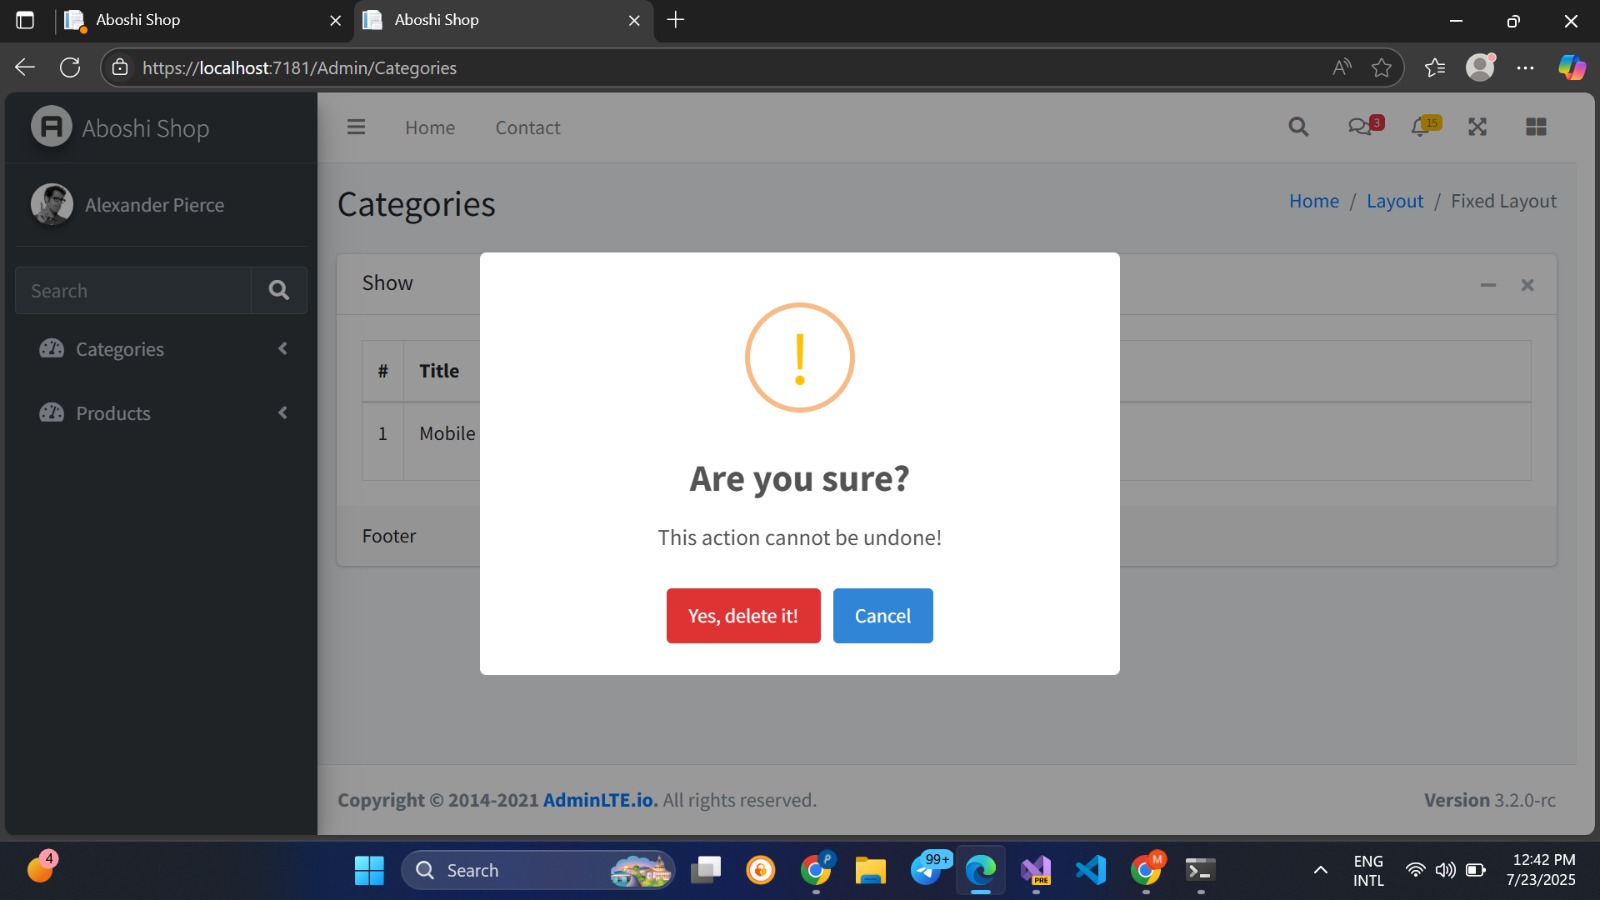 Aboshi Shop
Aboshi Shop
https://localhost:7181/Admin/Categories
Aboshi Shop
Home Contact
3
15
Alexander Pierce
Categories
Home / Layout / Fixed Layout
Search
Show
Categories
Products
# Title
1 Mobile
!
Are you sure?
This action cannot be undone!
Yes, delete it! Cancel
Footer
Copyright © 2014-2021 AdminLTE.io. All rights reserved.
Version 3.2.0-rc
4
Search
P
99+
PRE
M
ENG
INTL
12:42 PM
7/23/2025